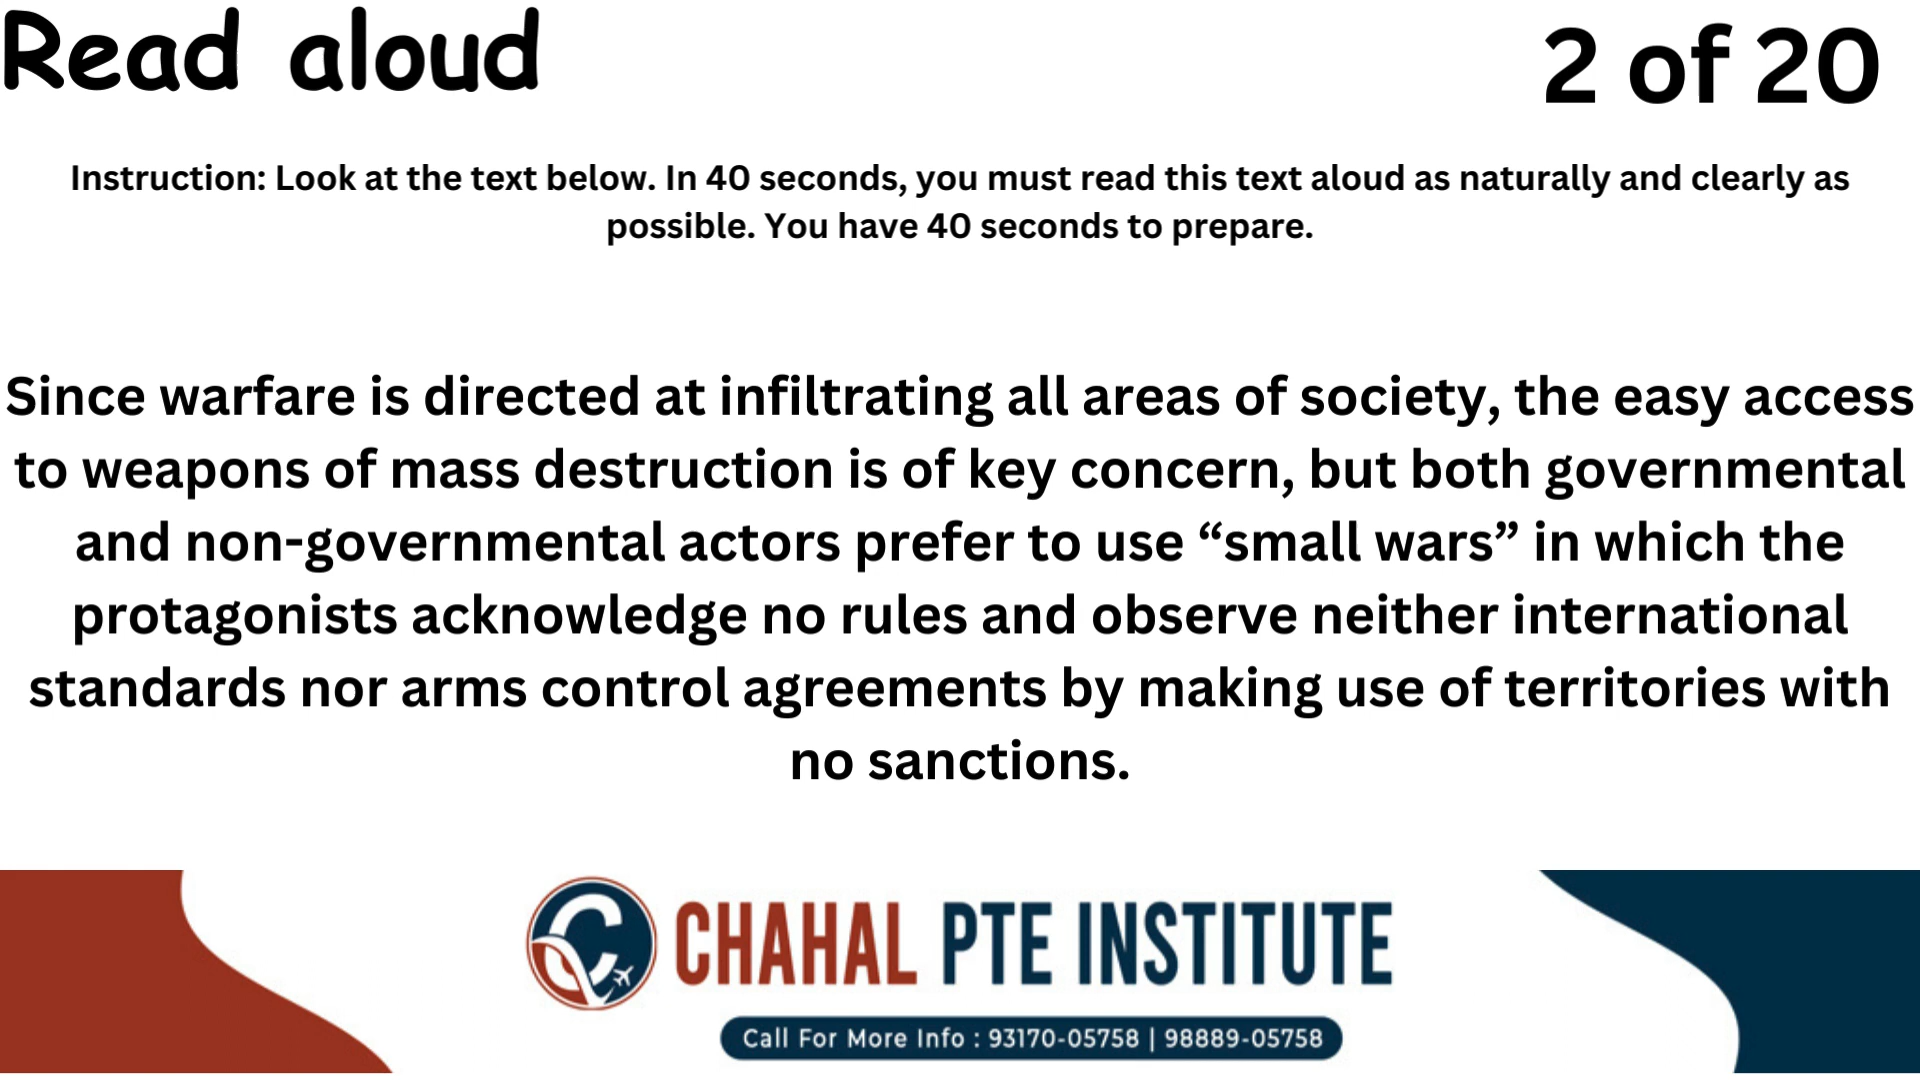 Read aloud
2 of 20
Instruction: Look at the text below. In 40 seconds, you must read this text aloud as naturally and clearly as
possible. You have 40 seconds to prepare.
Since warfare is directed at infiltrating all areas of society, the easy access
to weapons of mass destruction is of key concern, but both governmental
and non-governmental actors prefer to use “small wars” in which the
protagonists acknowledge no rules and observe neither international
standards nor arms control agreements by making use of territories with
no sanctions.
CHAHAL PTE INSTITUTE
Call For More Info : 93170-05758 | 98889-05758